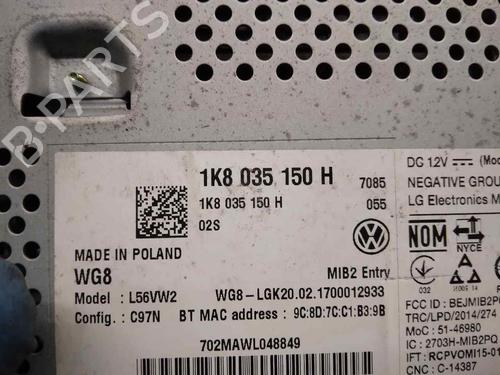 B-PARTS
1K8 035 150 H 7085
1K8 035 150 H 055
02S
MADE IN POLAND
WG8
MIB2 Entry
Model : L56VW2 WG8 - LGK20.02.1700012933
Config. : C97N BT MAC address : 9C:8D:7C:C1:B3:9B
702MAWL048849
DC 12V
NEGATIVE GROU
LG Electronics M
NOM
NYCE
032
FCC ID : BEJMIB2P
TRC/LPD/2014/274
MoC : 51-46980
IC : 2703H-MIB2PQ
IFT : RCPVOMI15-01
CNC : C-14387